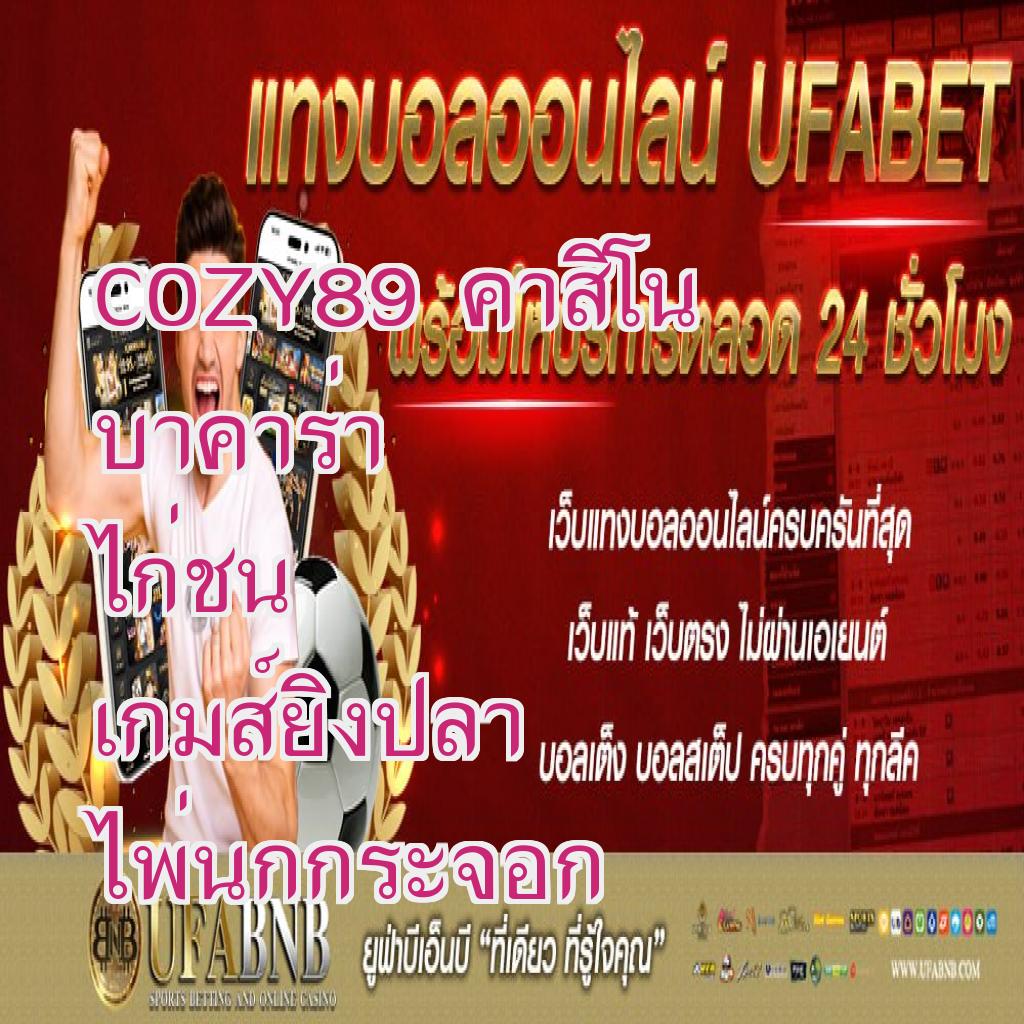 แทงบอลออนไลน์ UFABET
COZY89 คาสิโน
พร้อมให้บริการตลอด 24 ชั่วโมง
บาคาร่า
ไก่ชน
เกมส์ยิงปลา
ไพ่นกกระจอก
เว็บแทงบอลออนไลน์ครบครันที่สุด
เว็บแท้ เว็บตรง ไม่ผ่านเอเยนต์
บอลเต็ง บอลสเต็ป ครบทุกคู่ ทุกลีค
BNB
UFABNB
SPORTS BETTING AND ONLINE CASINO
ยูฟ่าบีเอ็นบี “ที่เดียว ที่รู้ใจคุณ”
WWW.UFABNB.COM